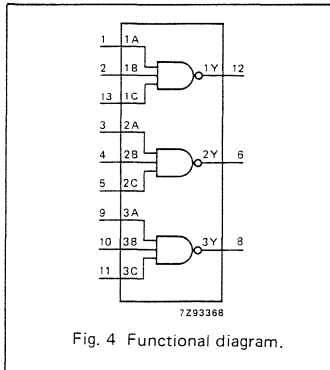 1 1A
2 1B 1Y 12
13 1C
3 2A
4 2B 2Y 6
5 2C
9 3A
10 3B 3Y 8
11 3C
7Z93368
Fig. 4 Functional diagram.